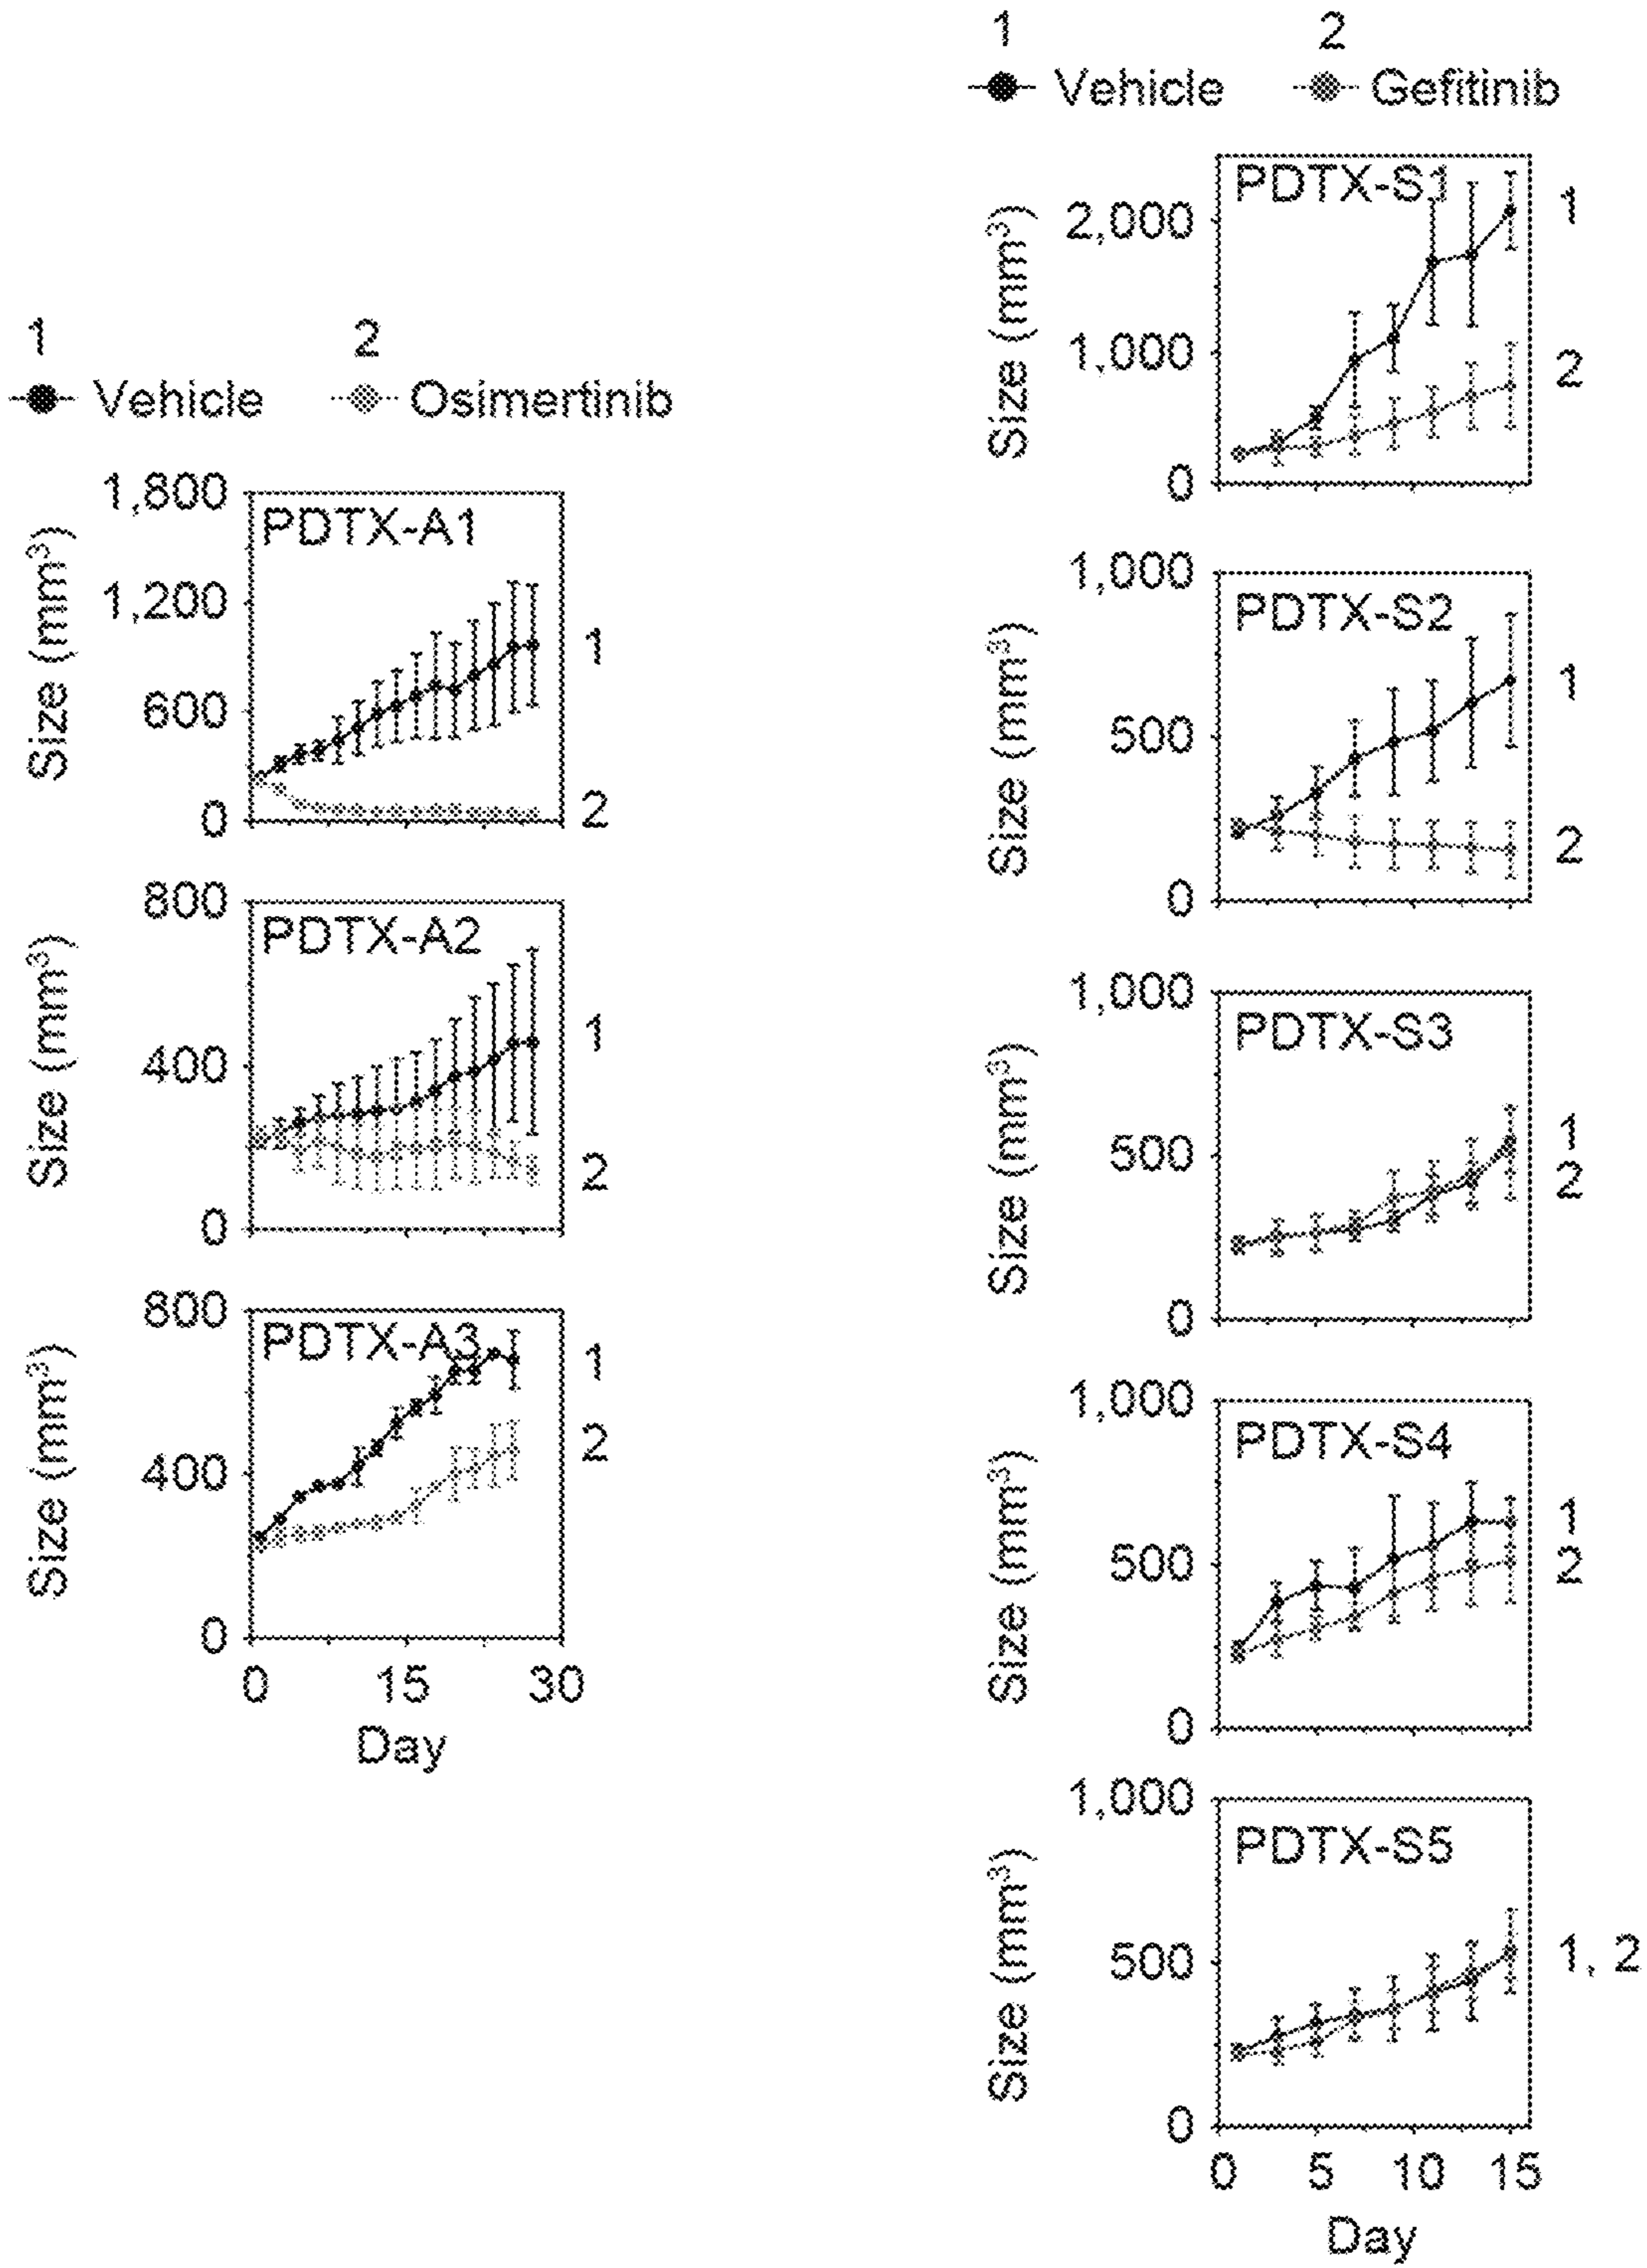 1 2
Vehicle Osimertinib
1,800
1,200
600
0
Size (mm³)
PDTX-A1
1
2
800
400
0
Size (mm³)
PDTX-A2
1
2
800
400
0
Size (mm³)
PDTX-A3
1
2
0 15 30
Day
1 2
Vehicle Gefitinib
2,000
1,000
0
Size (mm³)
PDTX-S1
1
2
1,000
500
0
Size (mm³)
PDTX-S2
1
2
1,000
500
0
Size (mm³)
PDTX-S3
1
2
1,000
500
0
Size (mm³)
PDTX-S4
1
2
1,000
500
0
Size (mm³)
PDTX-S5
1, 2
0 5 10 15
Day